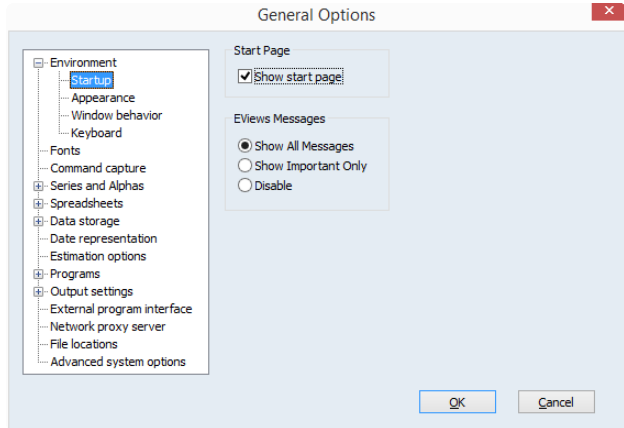 General Options
Environment
Startup
Appearance
Window behavior
Keyboard
Fonts
Command capture
Series and Alphas
Spreadsheets
Data storage
Date representation
Estimation options
Programs
Output settings
External program interface
Network proxy server
File locations
Advanced system options
Start Page
Show start page
EViews Messages
Show All Messages
Show Important Only
Disable
OK
Cancel